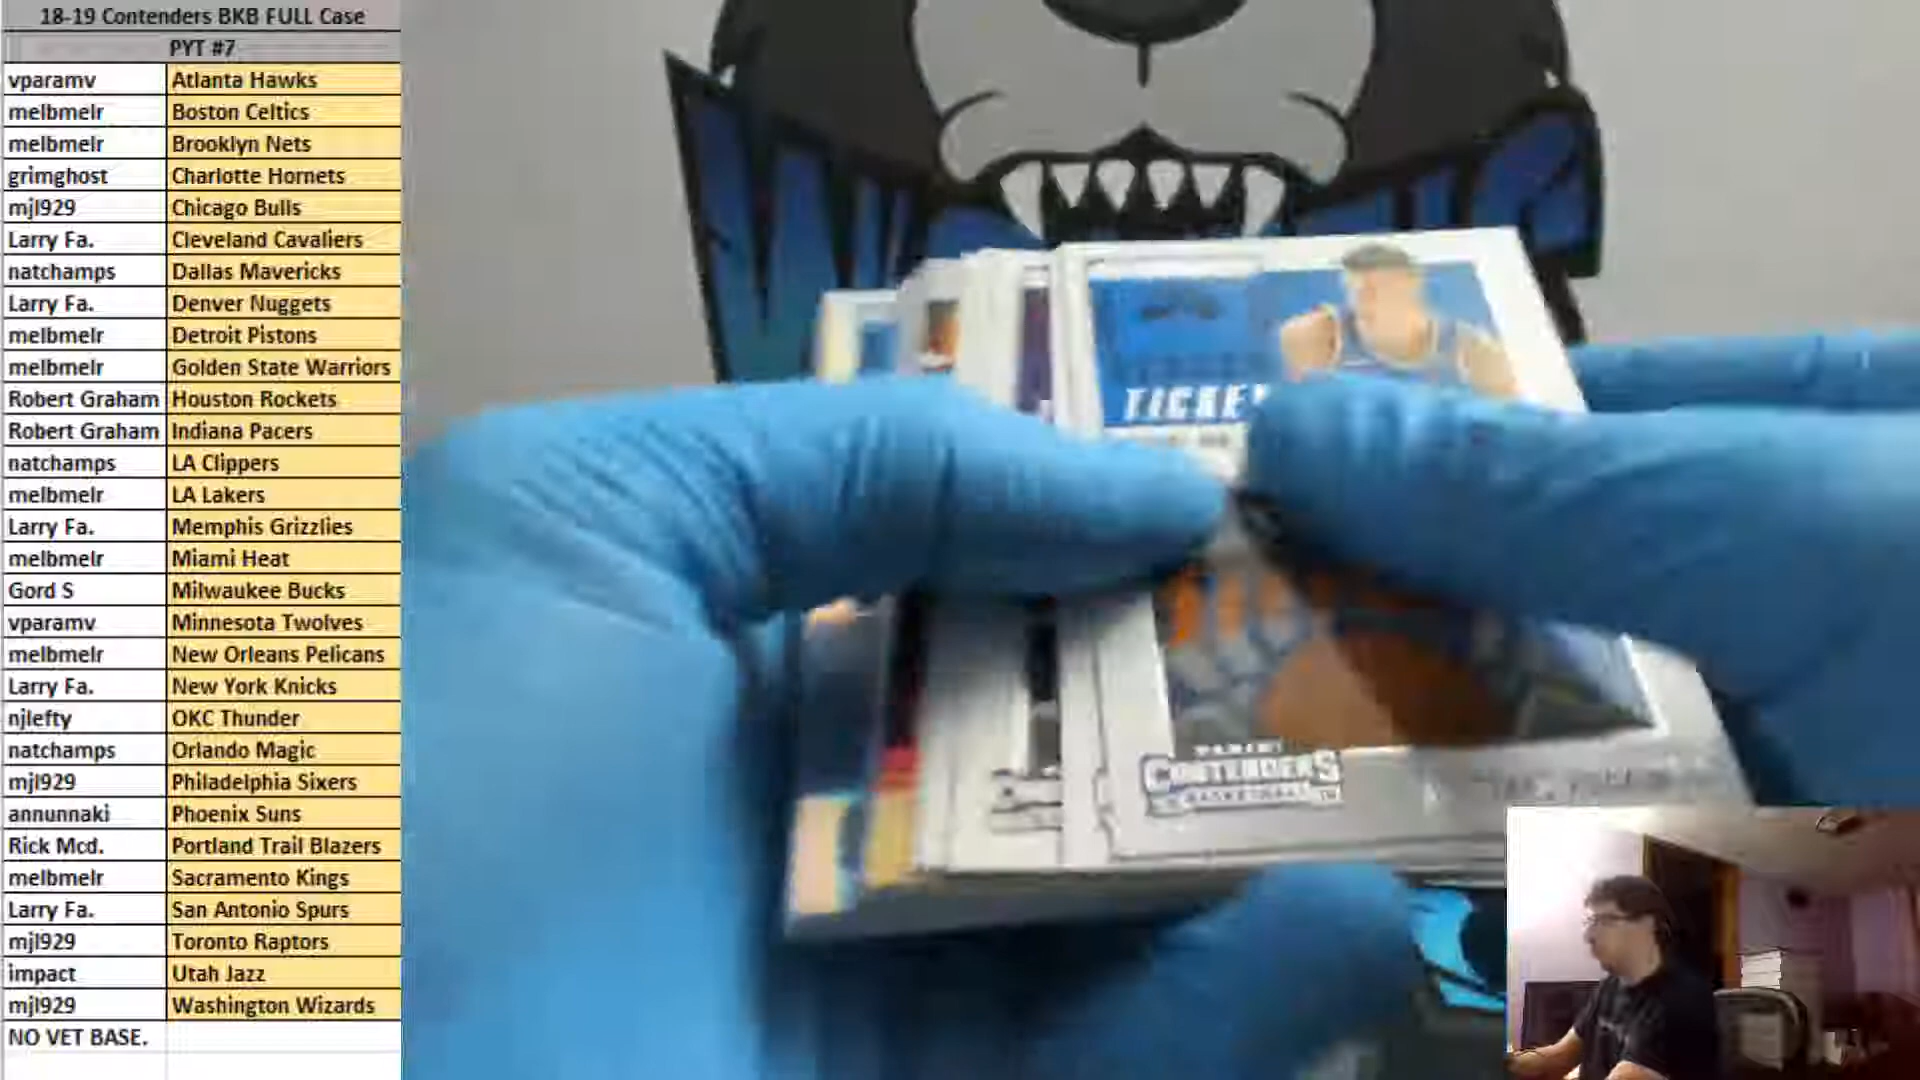 18-19 Contenders BKB FULL Case
PYT #7
vparamv Atlanta Hawks
melbmelr Boston Celtics
melbmelr Brooklyn Nets
grimghost Charlotte Hornets
mjl929 Chicago Bulls
Larry Fa. Cleveland Cavaliers
natchamps Dallas Mavericks
Larry Fa. Denver Nuggets
melbmelr Detroit Pistons
melbmelr Golden State Warriors
Robert Graham Houston Rockets
Robert Graham Indiana Pacers
natchamps LA Clippers
melbmelr LA Lakers
Larry Fa. Memphis Grizzlies
melbmelr Miami Heat
Gord S Milwaukee Bucks
vparamv Minnesota Twolves
melbmelr New Orleans Pelicans
Larry Fa. New York Knicks
njlefty OKC Thunder
natchamps Orlando Magic
mjl929 Philadelphia Sixers
annunnaki Phoenix Suns
Rick Mcd. Portland Trail Blazers
melbmelr Sacramento Kings
Larry Fa. San Antonio Spurs
mjl929 Toronto Raptors
impact Utah Jazz
mjl929 Washington Wizards
NO VET BASE.
PANINI
CONTENDERS
BASKETBALL